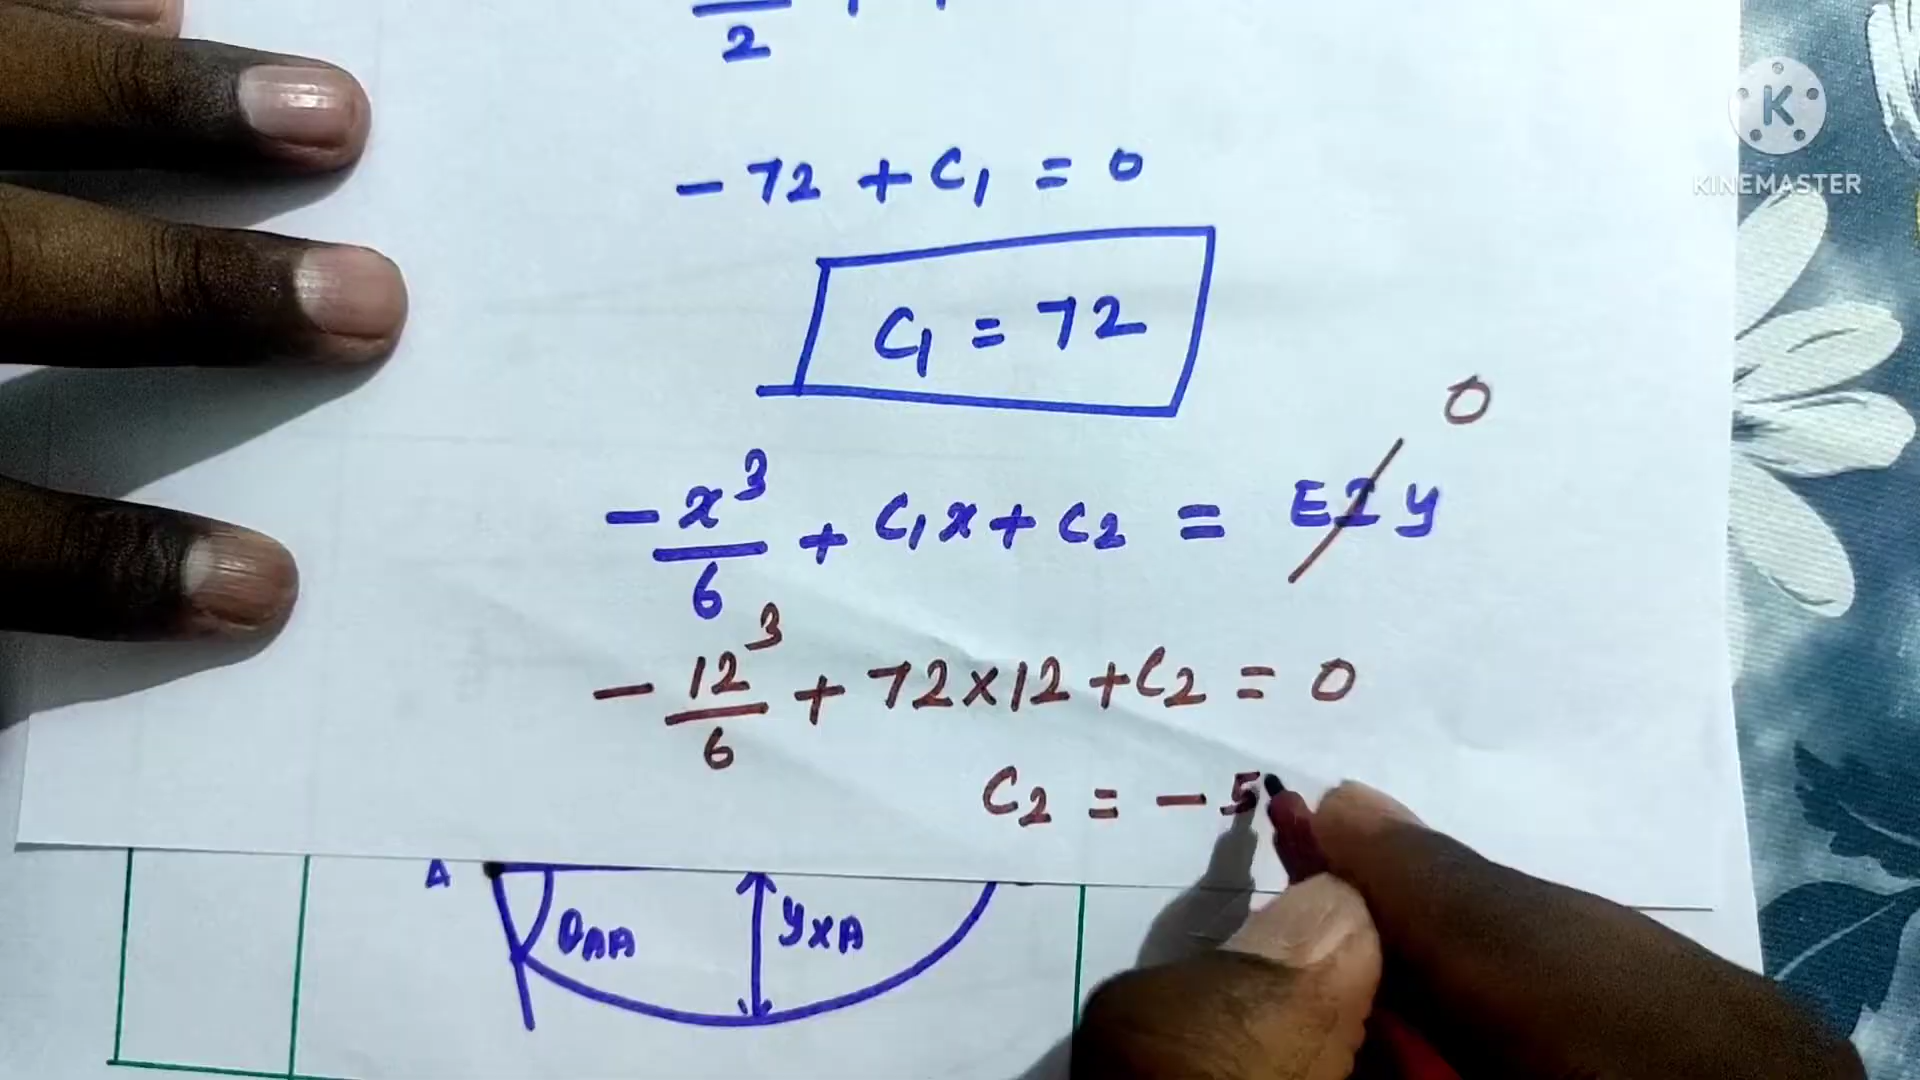 2
K
KINEMASTER
- 72 + C₁ = 0
C₁ = 72
0
-x³/6 + C₁x + C₂ = EIy
-12³/6 + 72×12 + C₂ = 0
C₂ = - 5
A
yxA